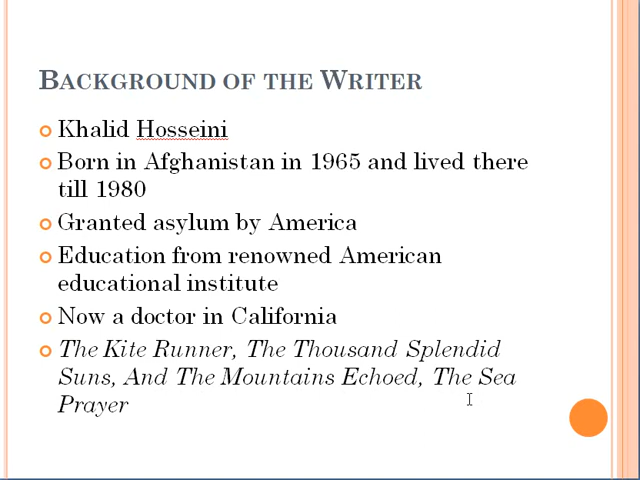 BACKGROUND OF THE WRITER
Khalid Hosseini
Born in Afghanistan in 1965 and lived there
till 1980
Granted asylum by America
Education from renowned American
educational institute
Now a doctor in California
The Kite Runner, The Thousand Splendid
Suns, And The Mountains Echoed, The Sea
Prayer